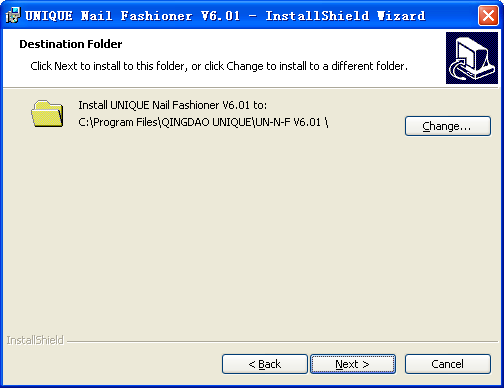 UNIQUE Nail Fashioner V6.01 - InstallShield Wizard
Destination Folder
Click Next to install to this folder, or click Change to install to a different folder.
Install UNIQUE Nail Fashioner V6.01 to:
C:\Program Files\QINGDAO UNIQUE\UN-N-F V6.01 \
Change...
InstallShield
< Back
Next >
Cancel